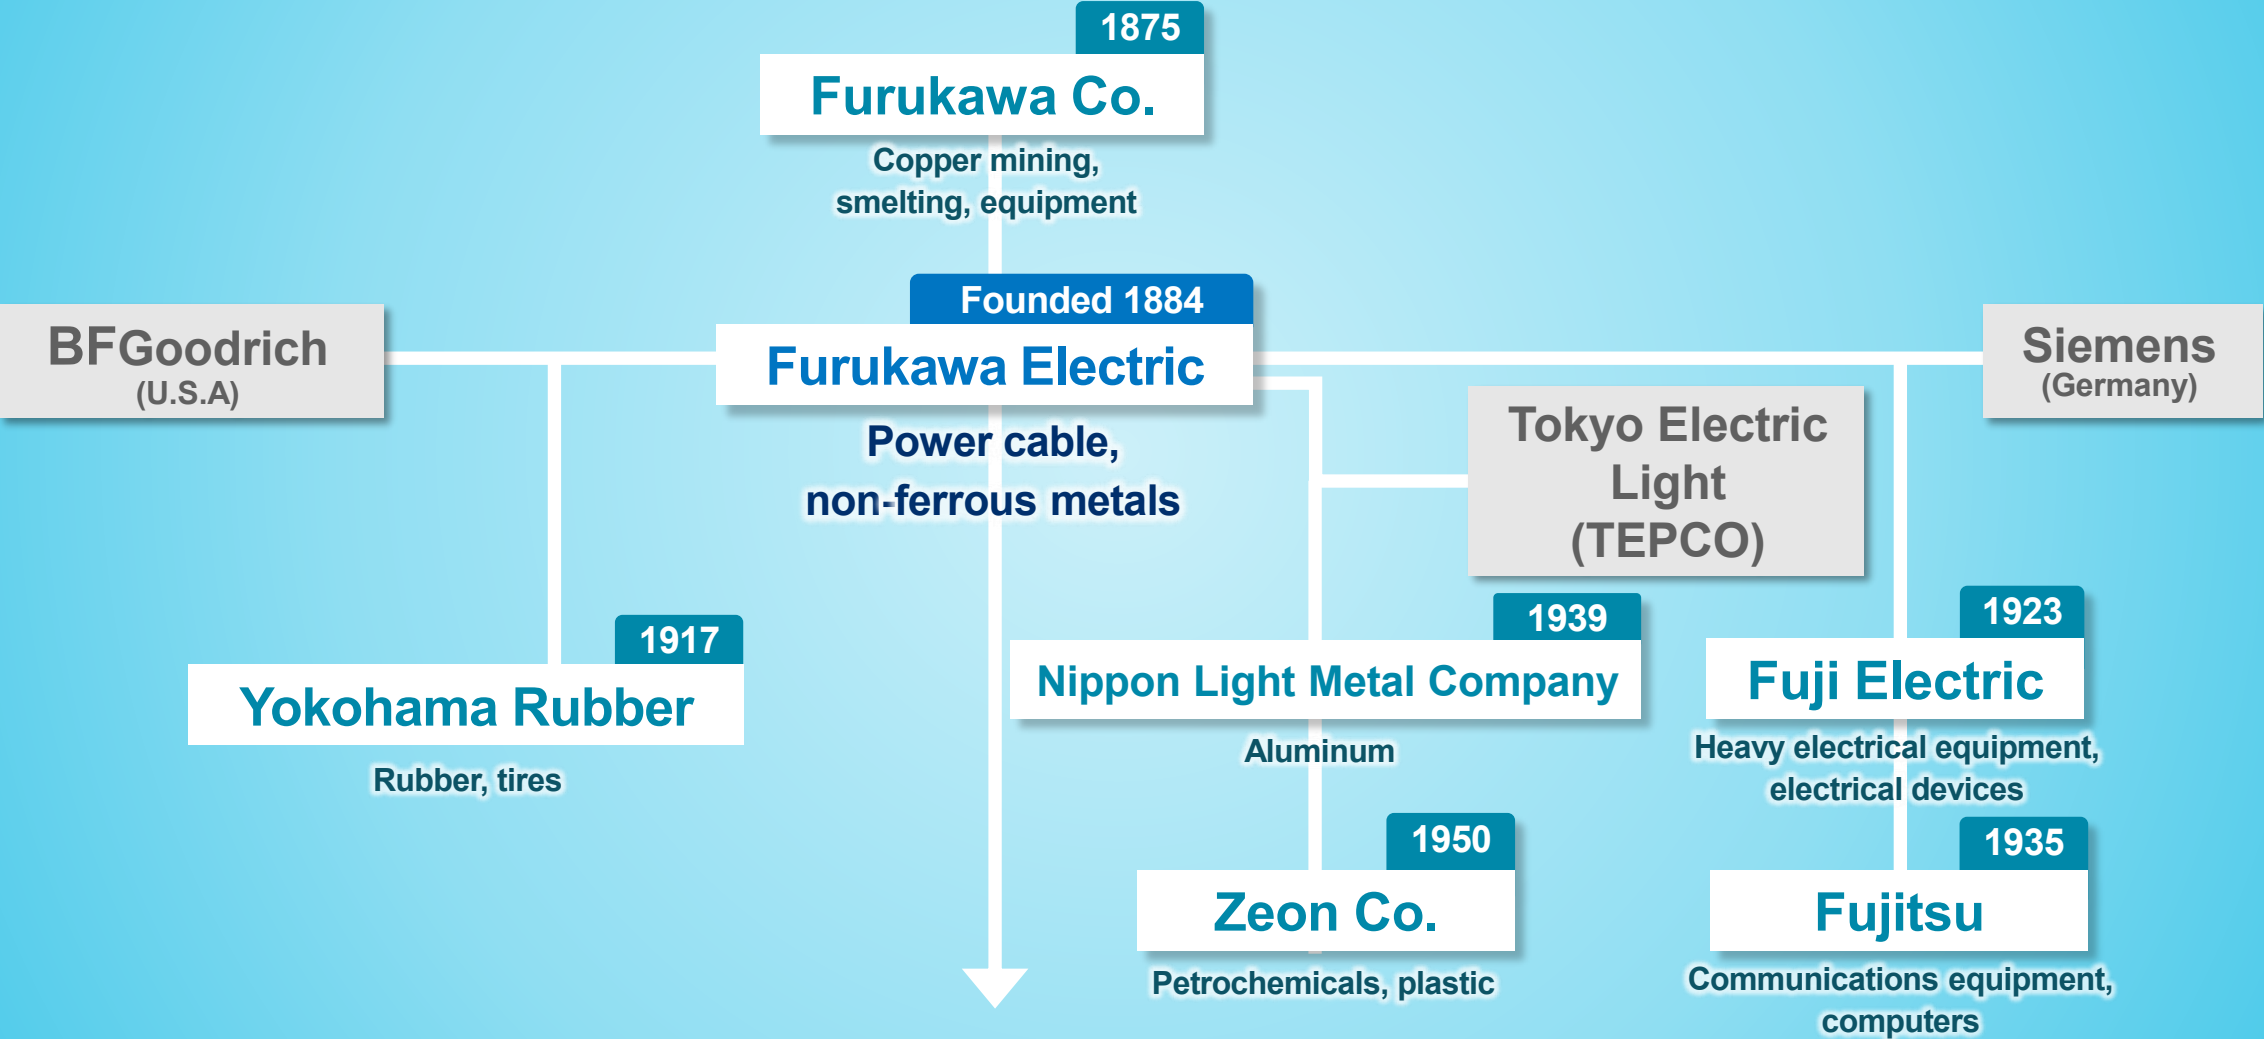 1875
Furukawa Co.
Copper mining,
smelting, equipment
Founded 1884
Furukawa Electric
Power cable,
non-ferrous metals
BFGoodrich
(U.S.A)
Siemens
(Germany)
Tokyo Electric
Light
(TEPCO)
1917
Yokohama Rubber
Rubber, tires
1939
Nippon Light Metal Company
Aluminum
1923
Fuji Electric
Heavy electrical equipment,
electrical devices
1950
Zeon Co.
Petrochemicals, plastic
1935
Fujitsu
Communications equipment,
computers